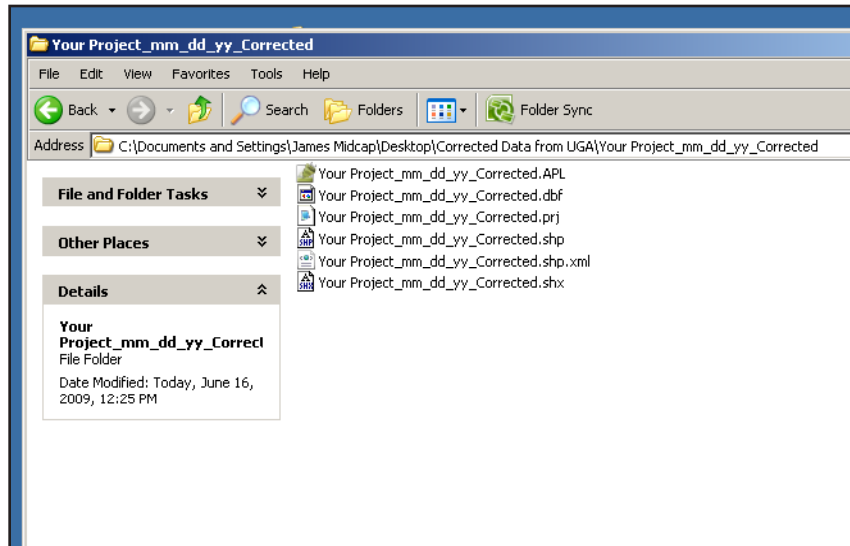 Your Project_mm_dd_yy_Corrected
File Edit View Favorites Tools Help
Back Search Folders Folder Sync
Address C:\Documents and Settings\James Midcap\Desktop\Corrected Data from UGA\Your Project_mm_dd_yy_Corrected
File and Folder Tasks
Other Places
Details
Your
Project_mm_dd_yy_Correct
File Folder
Date Modified: Today, June 16,
2009, 12:25 PM
Your Project_mm_dd_yy_Corrected.APL
Your Project_mm_dd_yy_Corrected.dbf
Your Project_mm_dd_yy_Corrected.prj
Your Project_mm_dd_yy_Corrected.shp
Your Project_mm_dd_yy_Corrected.shp.xml
Your Project_mm_dd_yy_Corrected.shx